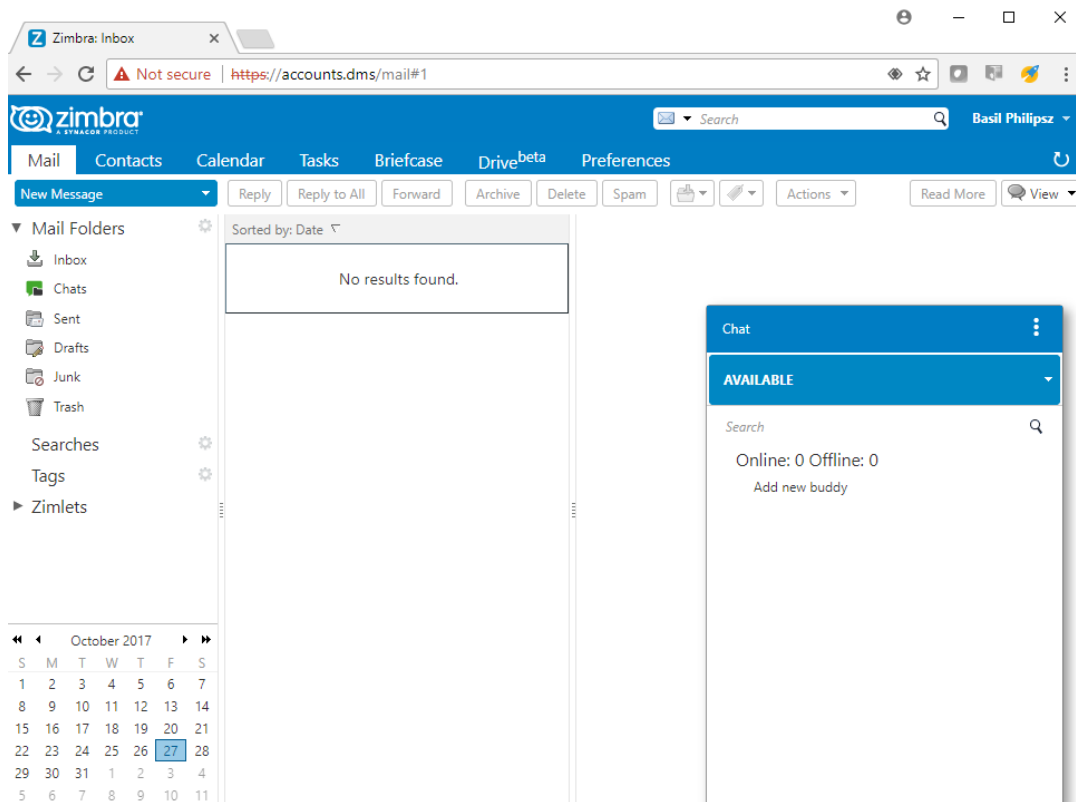 Zimbra: Inbox
Not secure | https://accounts.dms/mail#1
zimbra
A SYNACOR PRODUCT
Search
Basil Philipsz
Mail Contacts Calendar Tasks Briefcase Drivebeta Preferences
New Message Reply Reply to All Forward Archive Delete Spam Actions Read More View
Mail Folders
Inbox
Chats
Sent
Drafts
Junk
Trash
Searches
Tags
Zimlets
Sorted by: Date
No results found.
Chat
AVAILABLE
Search
Online: 0 Offline: 0
Add new buddy
October 2017
S M T W T F S
1 2 3 4 5 6 7
8 9 10 11 12 13 14
15 16 17 18 19 20 21
22 23 24 25 26 27 28
29 30 31 1 2 3 4
5 6 7 8 9 10 11